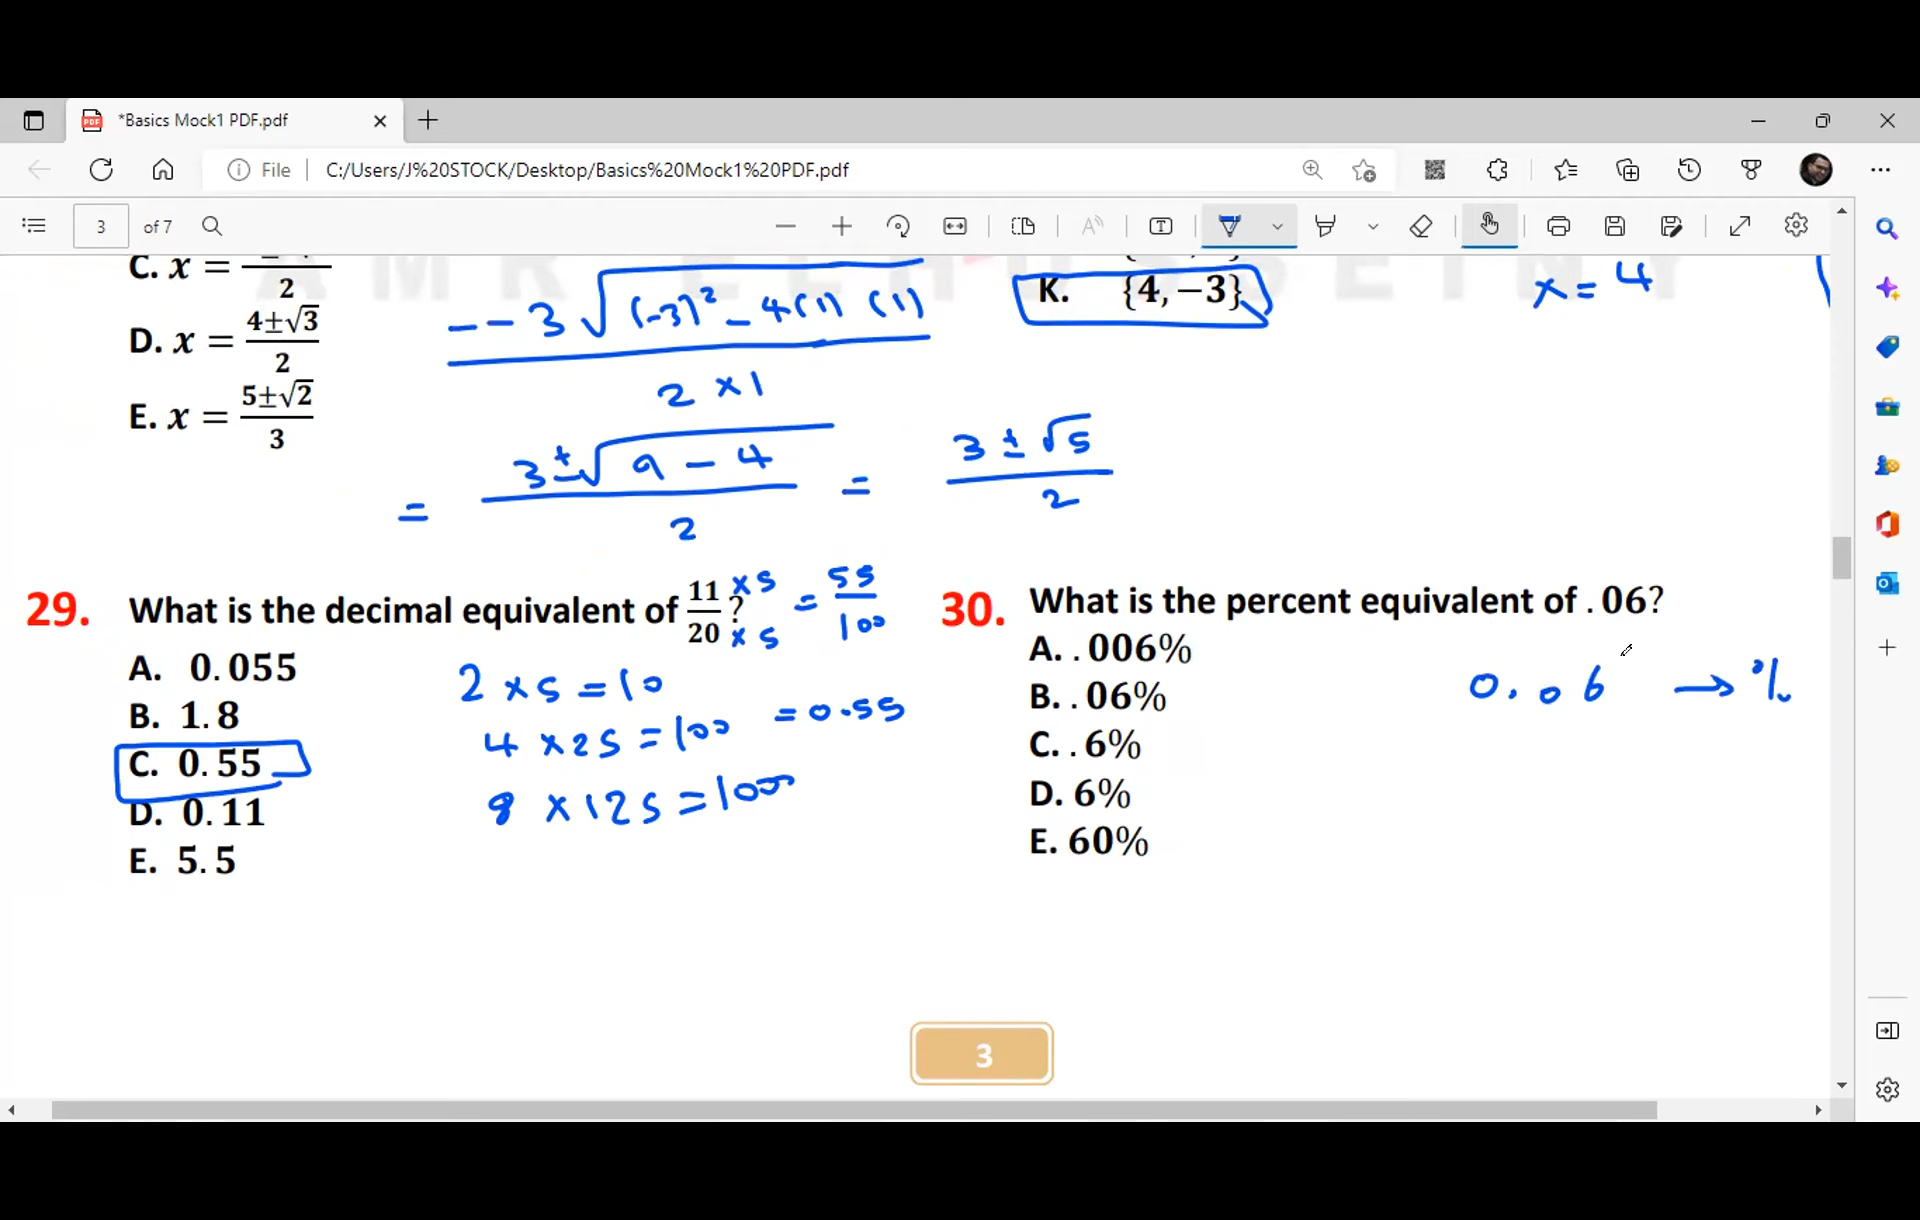 *Basics Mock1 PDF.pdf
File
C:/Users/J%20STOCK/Desktop/Basics%20Mock1%20PDF.pdf
3 of 7
AMR ELHUSSEINY
C. x = 2
D. x = 4±√3 / 2
E. x = 5±√2 / 3
--3 √(-3)² - 4(1) (1)
2 × 1
= 3 ± √9 - 4 / 2 = 3 ± √5 / 2
K. {4, −3}
x = 4
29. What is the decimal equivalent of 11/20?
×5
×5
= 55/100
A. 0.055
B. 1.8
C. 0.55
D. 0.11
E. 5.5
2 × 5 = 10
4 × 25 = 100
= 0.55
8 × 125 = 1000
30. What is the percent equivalent of .06?
A. .006%
B. .06%
C. .6%
D. 6%
E. 60%
0.06 → %
3